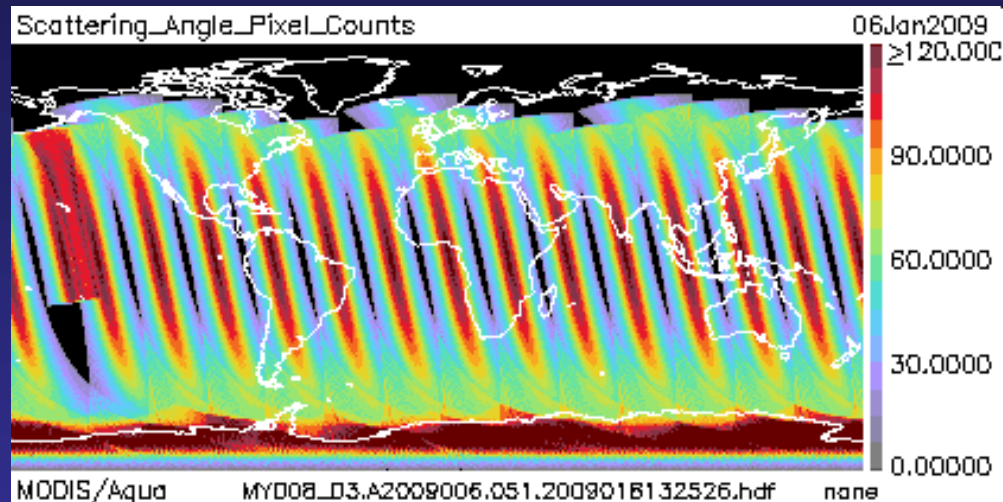 Scattering_Angle_Pixel_Counts 06Jan2009
≥120.000
90.0000
60.0000
30.0000
0.00000
MODIS/Aqua MYD08_D3.A2009006.051.2009018132526.hdf none